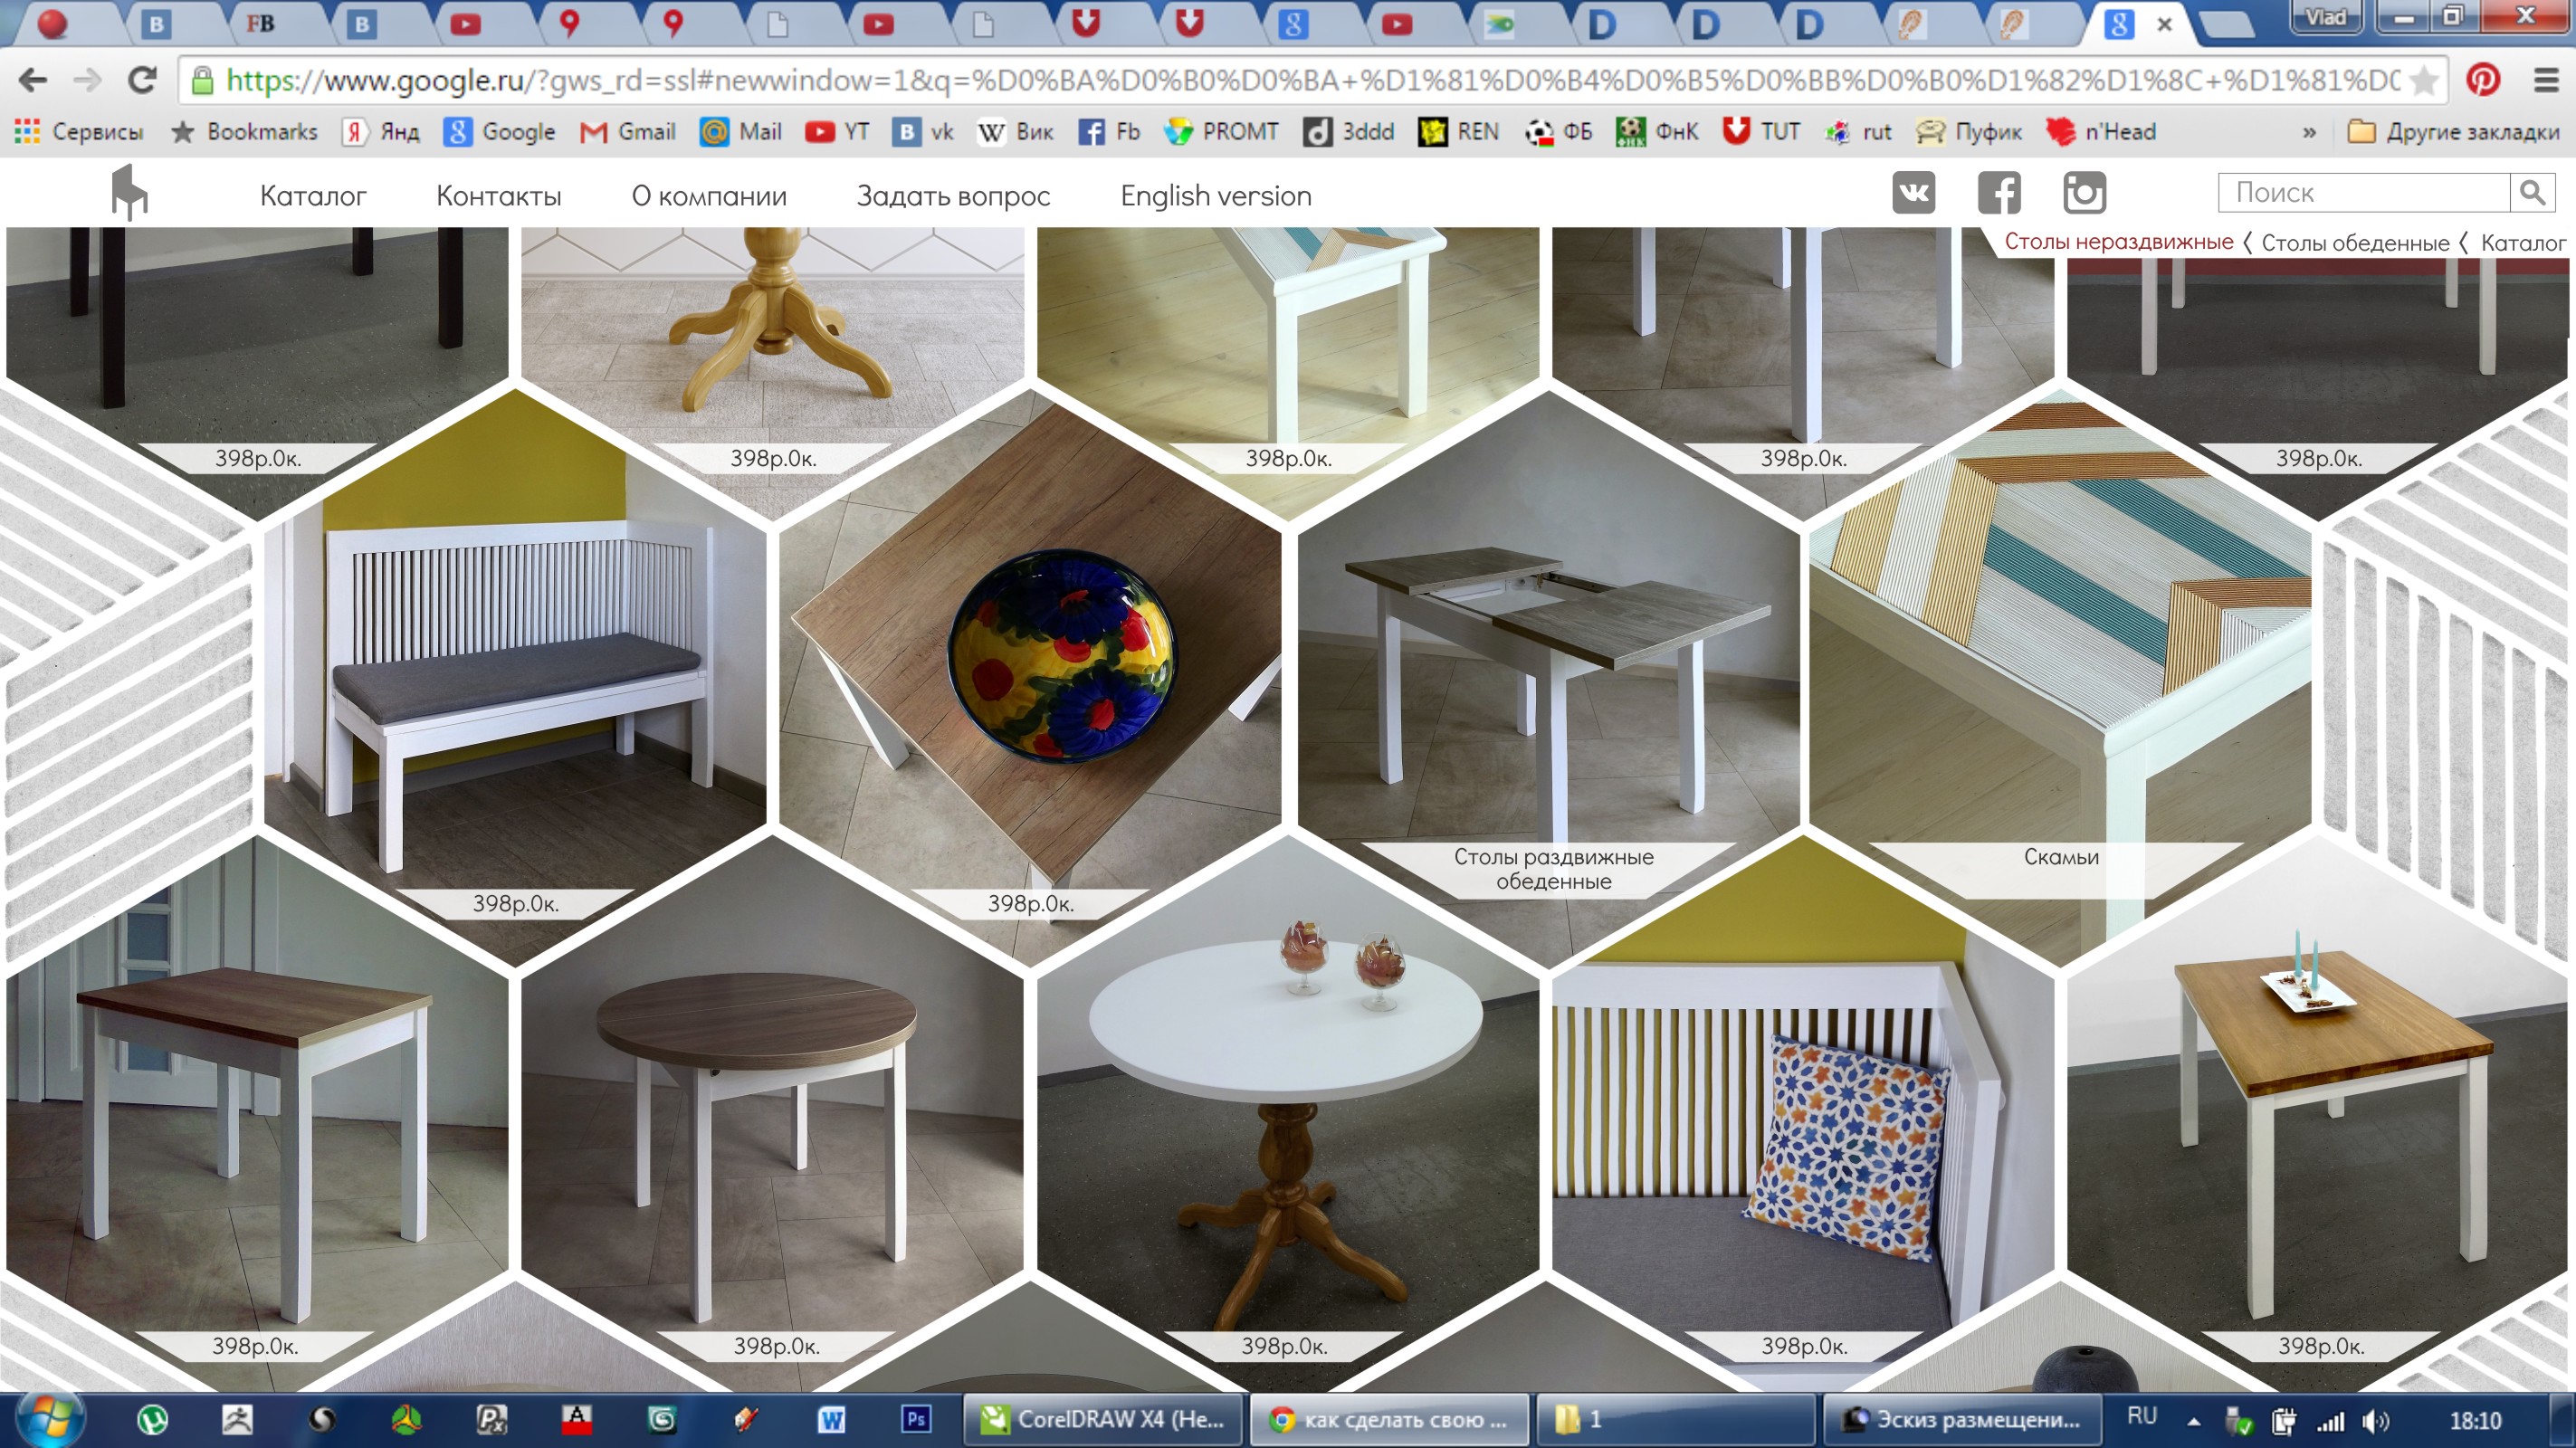 FB
Vlad
https://www.google.ru/?gws_rd=ssl#newwindow=1&q=%D0%BA%D0%B0%D0%BA+%D1%81%D0%B4%D0%B5%D0%BB%D0%B0%D1%82%D1%8C+%D1%81%D0
Сервисы Bookmarks Янд Google Gmail Mail YT vk Вик Fb PROMT 3ddd REN ФБ ФнК TUT rut Пуфик n'Head » Другие закладки
Каталог Контакты О компании Задать вопрос English version Поиск
Столы нераздвижные 〈 Столы обеденные 〈 Каталог
398р.0к. 398р.0к. 398р.0к. 398р.0к. 398р.0к.
Столы раздвижные
обеденные
Скамьи
398р.0к. 398р.0к.
398р.0к. 398р.0к. 398р.0к. 398р.0к. 398р.0к.
CorelDRAW X4 (Не... как сделать свою ... 1 Эскиз размещени... RU 18:10